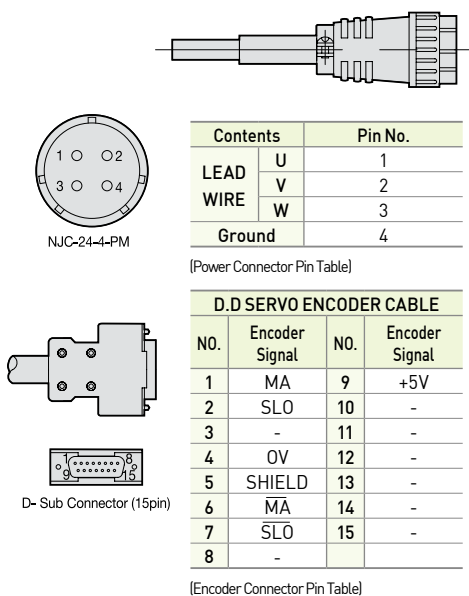 Contents Pin No.
LEAD WIRE U 1
V 2
W 3
Ground 4
1 2
3 4
NJC-24-4-PM
(Power Connector Pin Table)
D.D SERVO ENCODER CABLE
NO. Encoder Signal NO. Encoder Signal
1 MA 9 +5V
2 SLO 10 -
3 - 11 -
4 0V 12 -
5 SHIELD 13 -
6 M̅A̅ 14 -
7 S̅L̅O̅ 15 -
8 -
1 8
9 15
D- Sub Connector (15pin)
(Encoder Connector Pin Table)